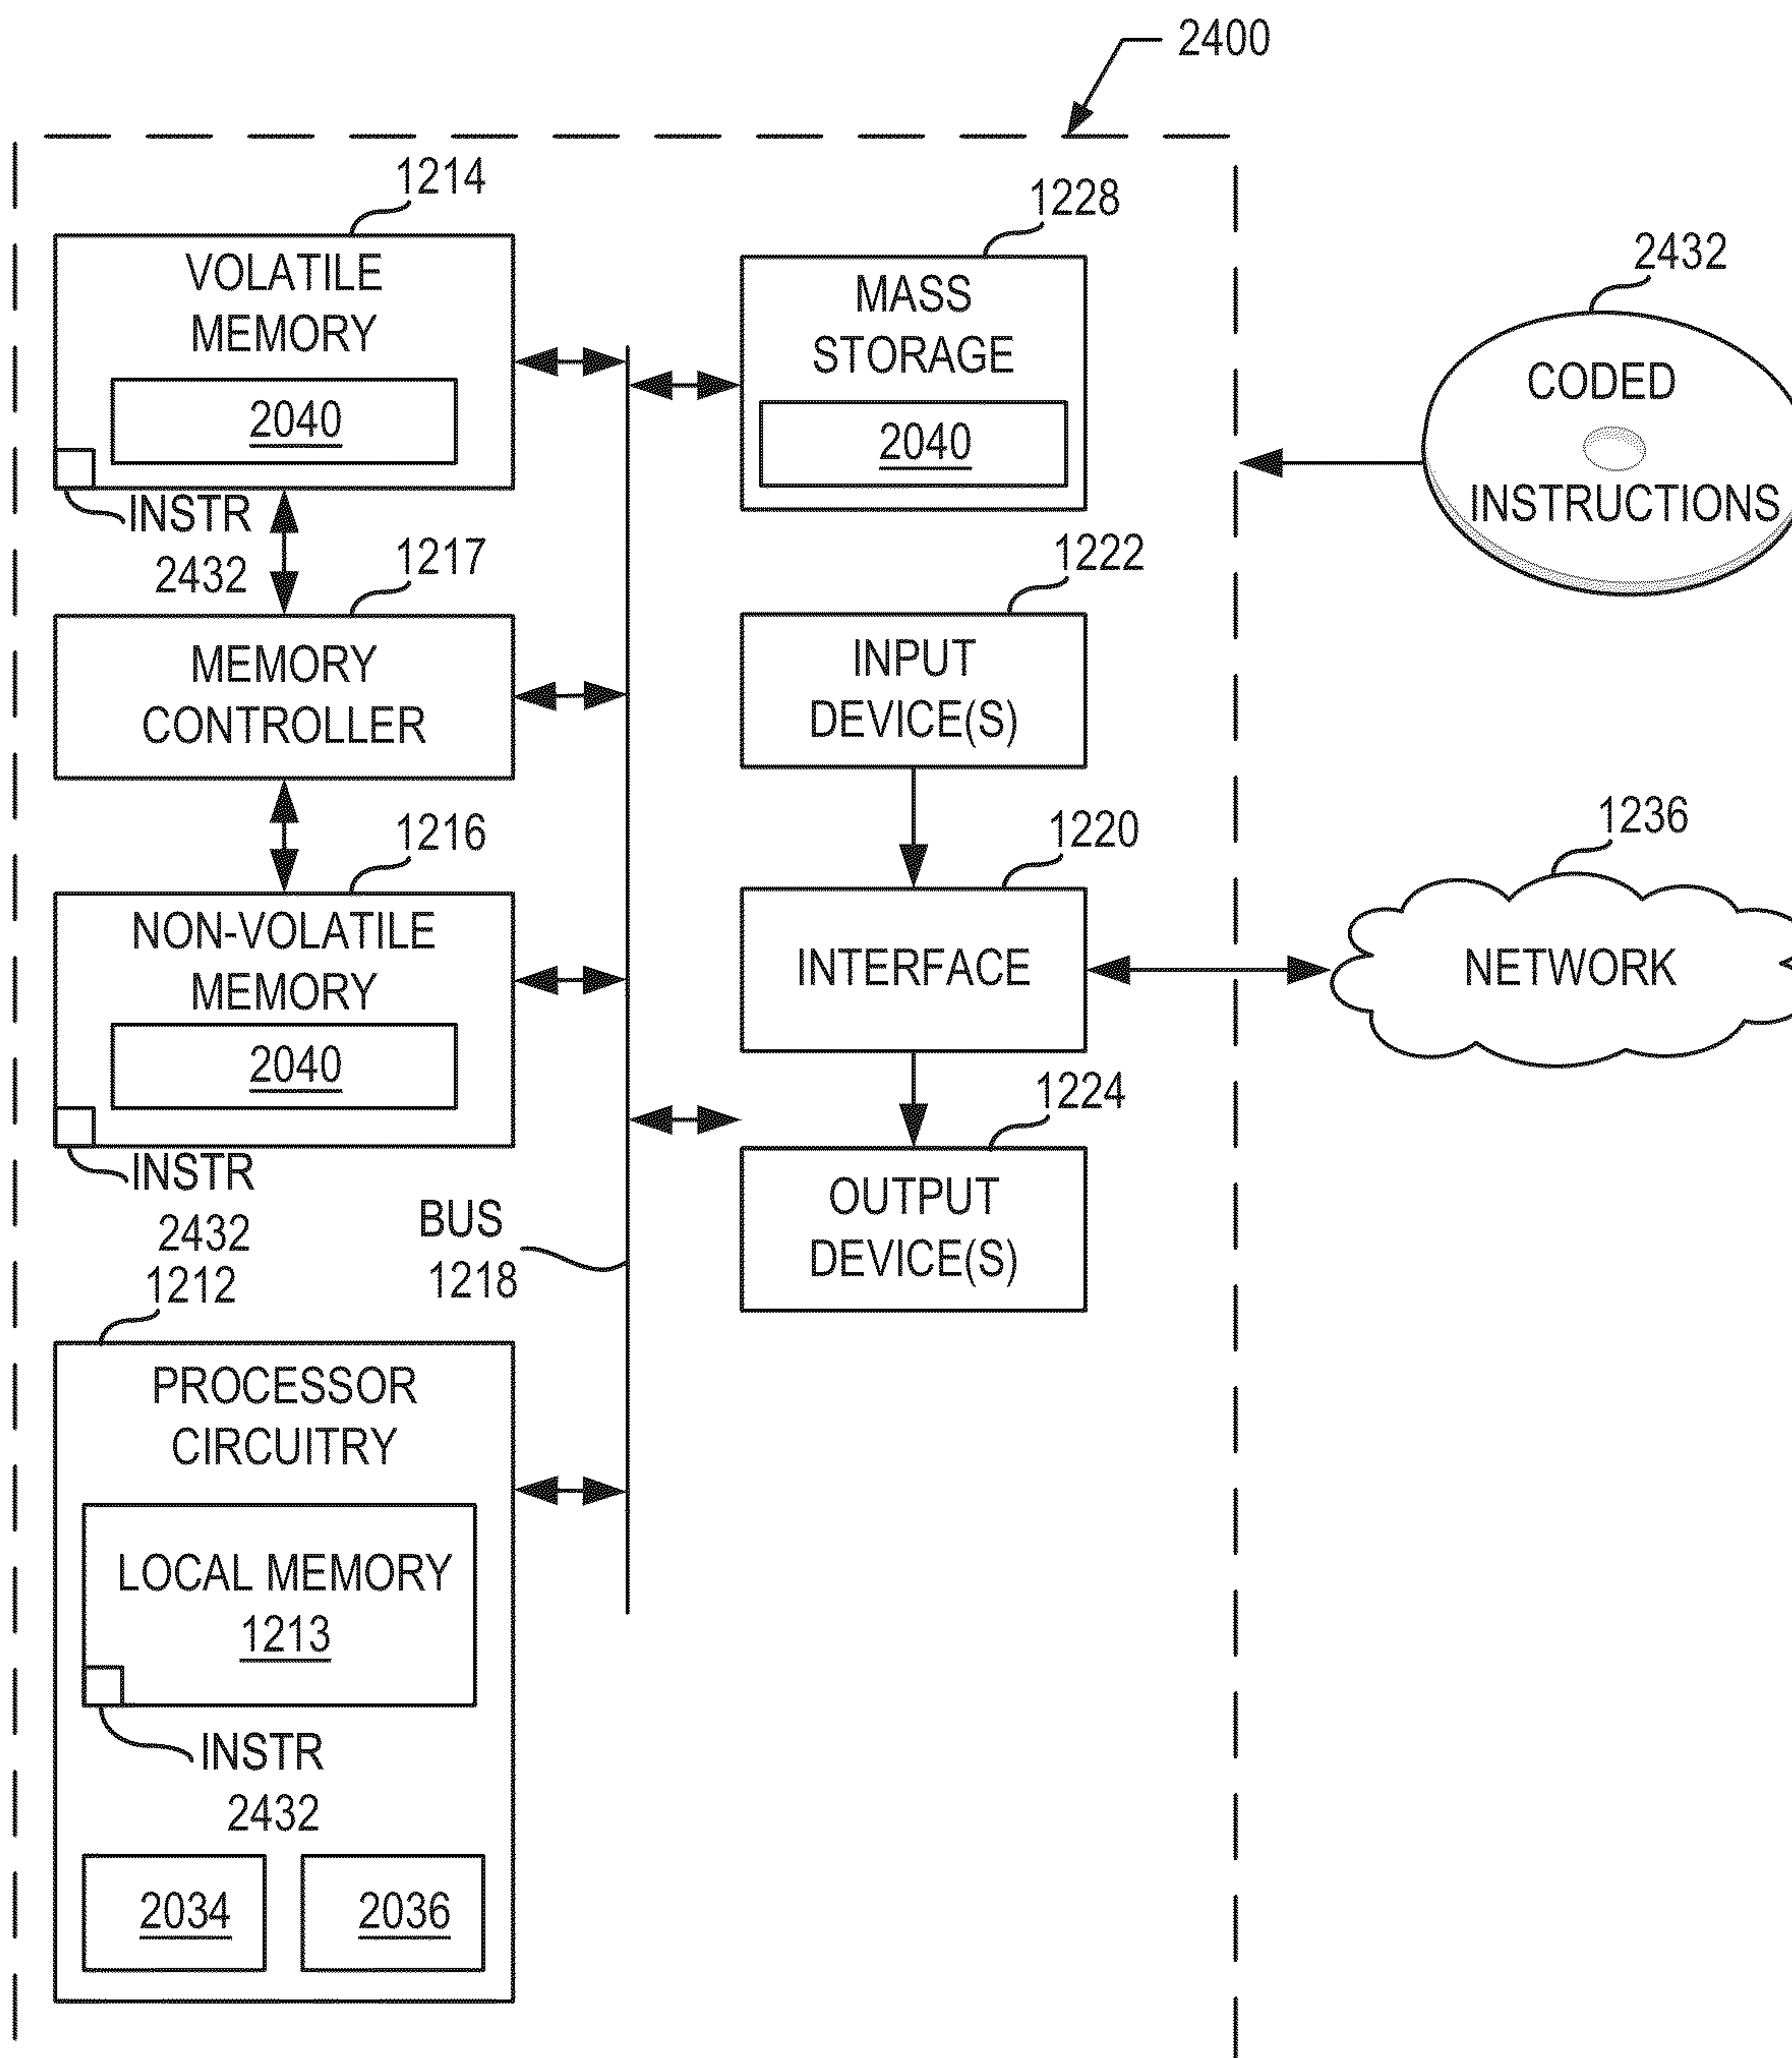 2400
1214
VOLATILE
MEMORY
2040
INSTR
2432
1217
MEMORY
CONTROLLER
1216
NON-VOLATILE
MEMORY
2040
INSTR
2432
1212
PROCESSOR
CIRCUITRY
LOCAL MEMORY
1213
INSTR
2432
2034
2036
BUS
1218
1228
MASS
STORAGE
2040
1222
INPUT
DEVICE(S)
1220
INTERFACE
1224
OUTPUT
DEVICE(S)
2432
CODED
INSTRUCTIONS
1236
NETWORK